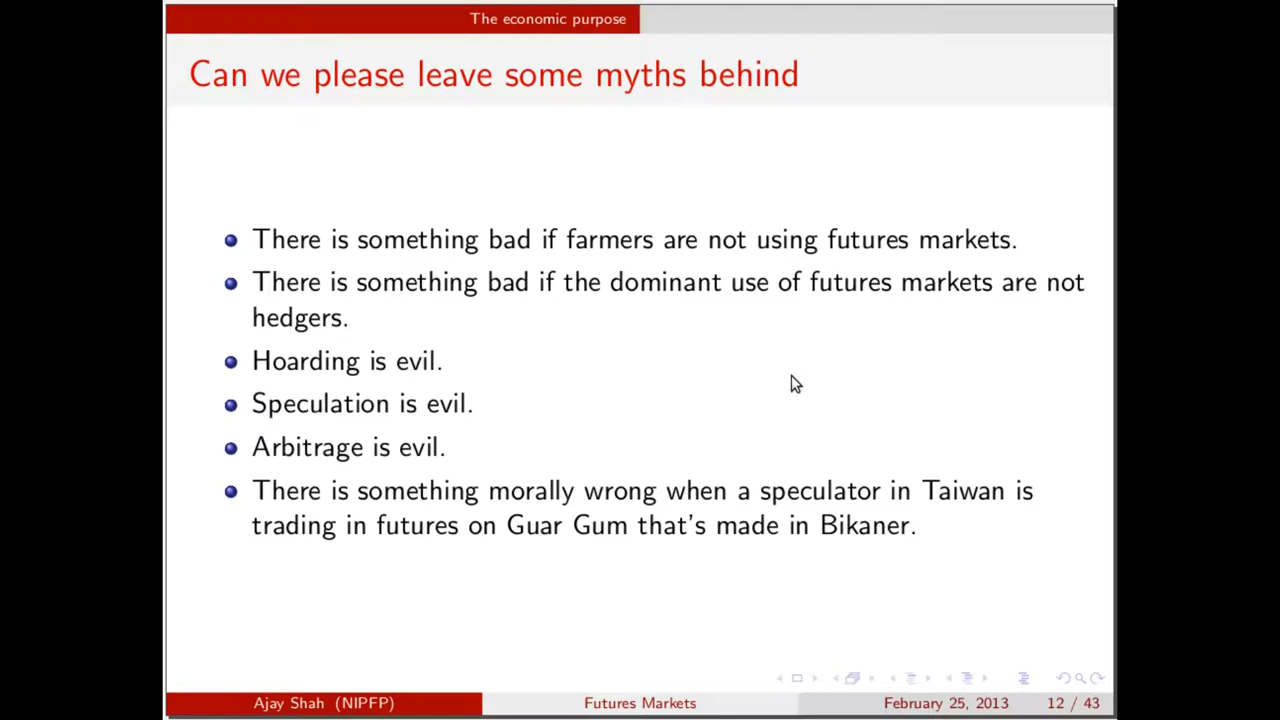 The economic purpose
Can we please leave some myths behind
There is something bad if farmers are not using futures markets.
There is something bad if the dominant use of futures markets are not
hedgers.
Hoarding is evil.
Speculation is evil.
Arbitrage is evil.
There is something morally wrong when a speculator in Taiwan is
trading in futures on Guar Gum that's made in Bikaner.
Ajay Shah (NIPFP) Futures Markets February 25, 2013 12 / 43